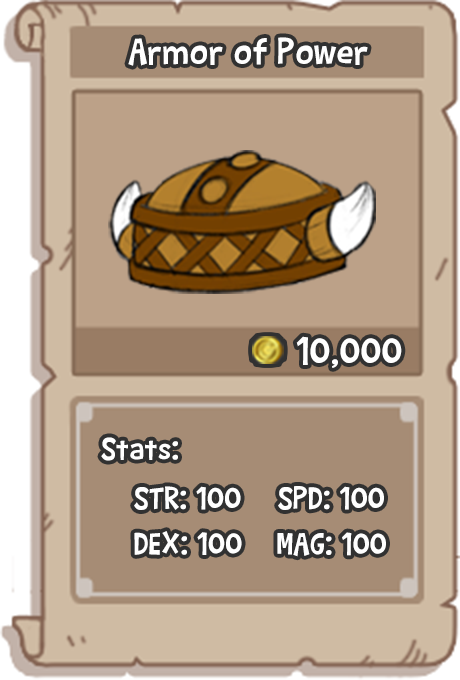 Armor of Power
10,000
Stats:
STR: 100 SPD: 100
DEX: 100 MAG: 100